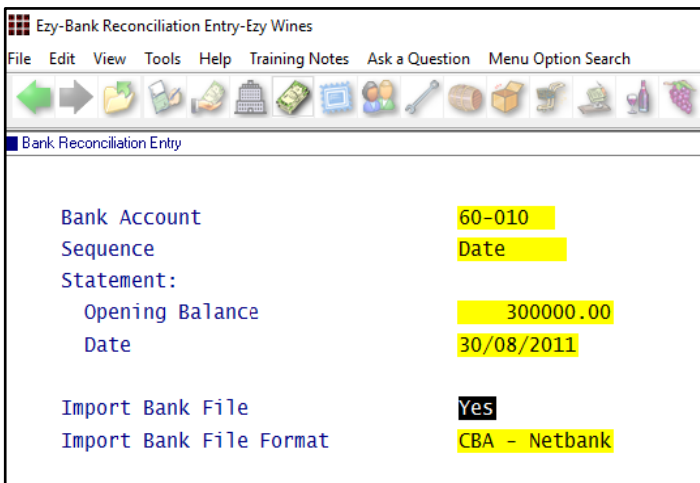 Ezy-Bank Reconciliation Entry-Ezy Wines
File Edit View Tools Help Training Notes Ask a Question Menu Option Search
Bank Reconciliation Entry
Bank Account 60-010
Sequence Date
Statement:
Opening Balance 300000.00
Date 30/08/2011
Import Bank File Yes
Import Bank File Format CBA - Netbank